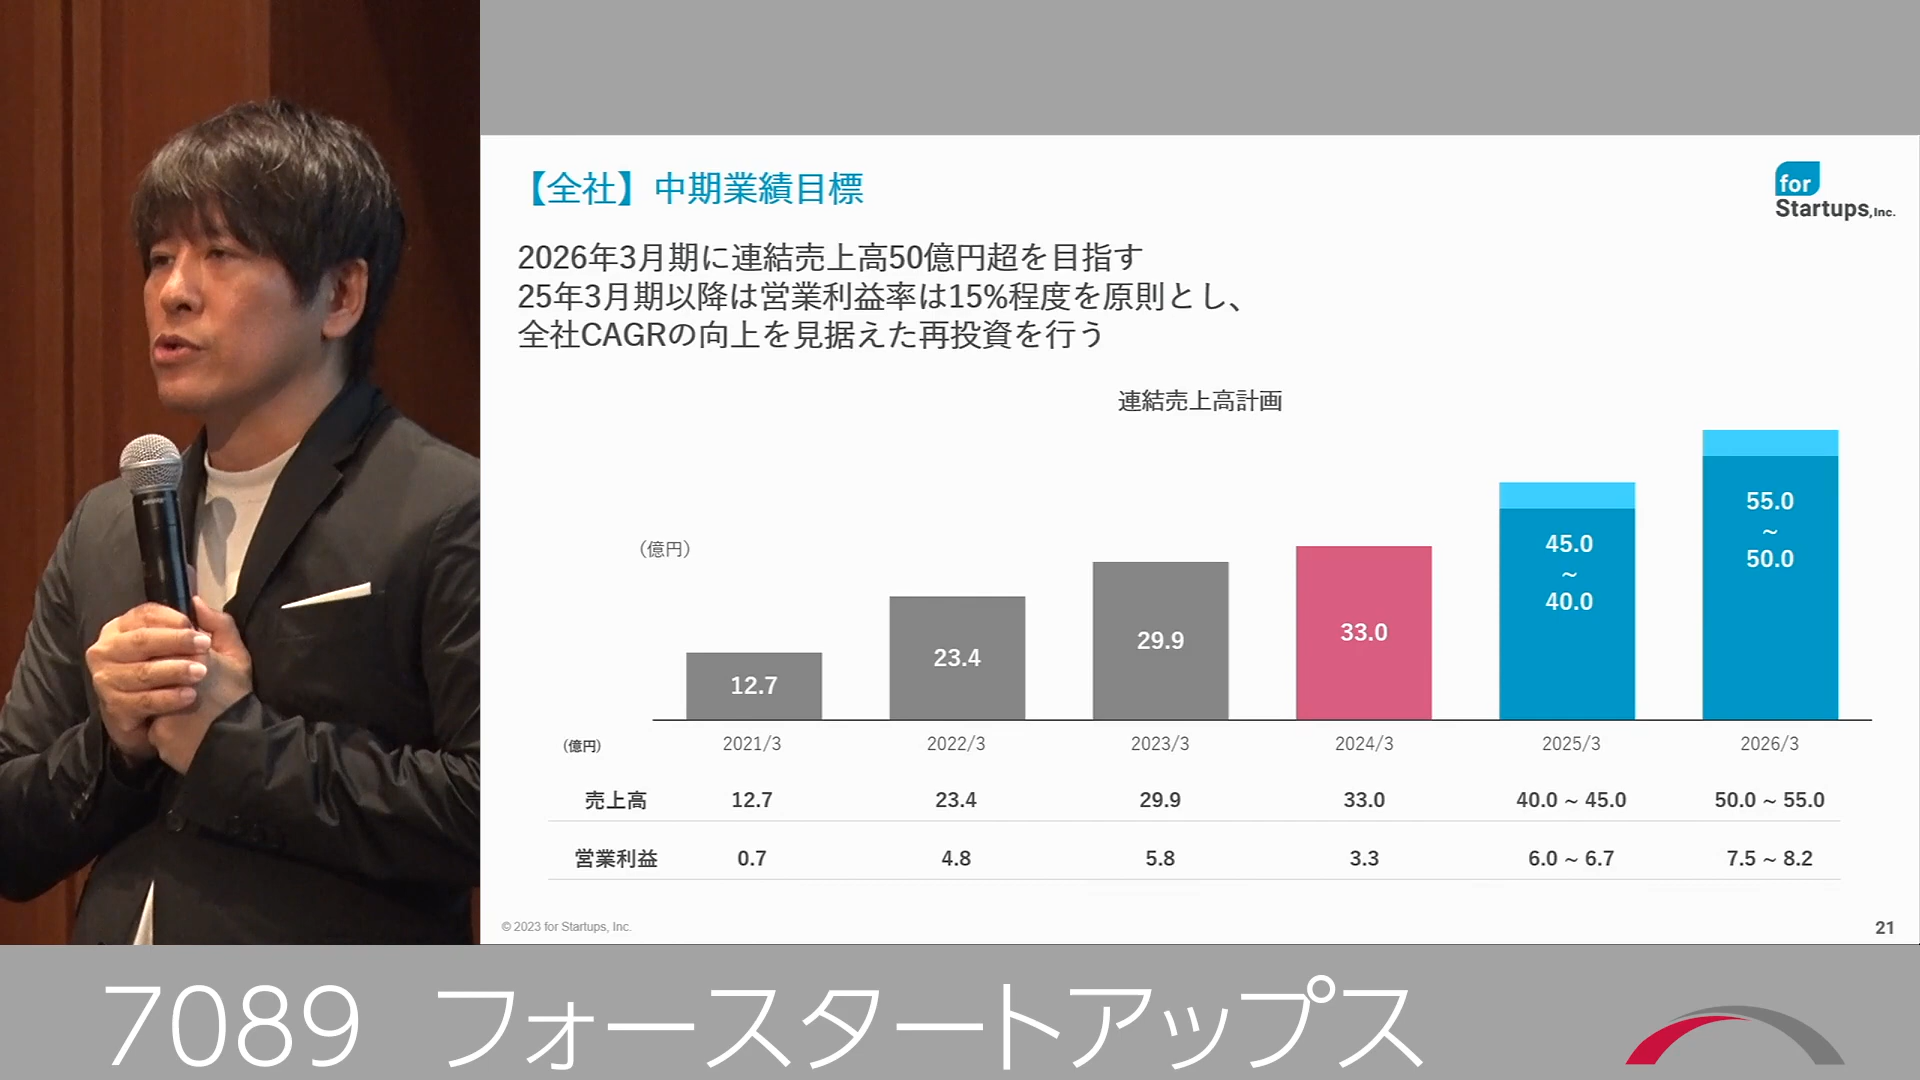 【全社】中期業績目標
for
Startups,Inc.
2026年3月期に連結売上高50億円超を目指す
25年3月期以降は営業利益率は15%程度を原則とし、
全社CAGRの向上を見据えた再投資を行う
連結売上高計画
（億円）
12.7
23.4
29.9
33.0
45.0
~
40.0
55.0
~
50.0
（億円） 2021/3 2022/3 2023/3 2024/3 2025/3 2026/3
売上高 12.7 23.4 29.9 33.0 40.0 ~ 45.0 50.0 ~ 55.0
営業利益 0.7 4.8 5.8 3.3 6.0 ~ 6.7 7.5 ~ 8.2
© 2023 for Startups, Inc.
21
7089 フォースタートアップス